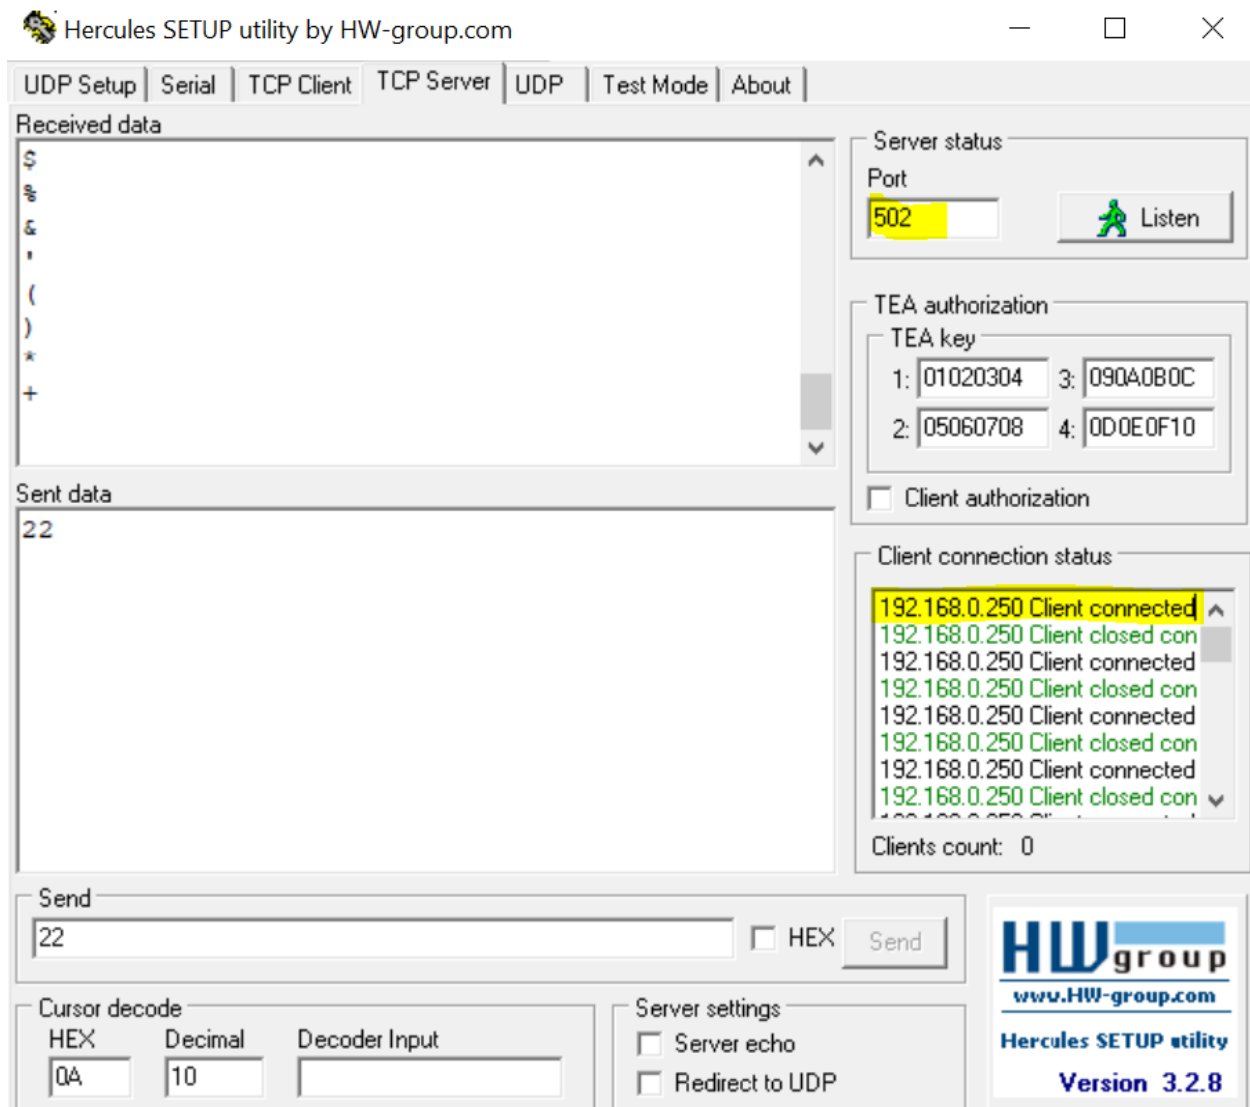 Hercules SETUP utility by HW-group.com
UDP Setup Serial TCP Client TCP Server UDP Test Mode About
Received data
$
%
&
'
(
)
*
+
Sent data
22
Server status
Port
502 Listen
TEA authorization
TEA key
1: 01020304 3: 090A0B0C
2: 05060708 4: 0D0E0F10
Client authorization
Client connection status
192.168.0.250 Client connected
192.168.0.250 Client closed con
192.168.0.250 Client connected
192.168.0.250 Client closed con
192.168.0.250 Client connected
192.168.0.250 Client closed con
192.168.0.250 Client connected
192.168.0.250 Client closed con
Clients count: 0
Send
22 HEX Send
Cursor decode
HEX Decimal Decoder Input
0A 10
Server settings
Server echo
Redirect to UDP
HW group
www.HW-group.com
Hercules SETUP utility
Version 3.2.8